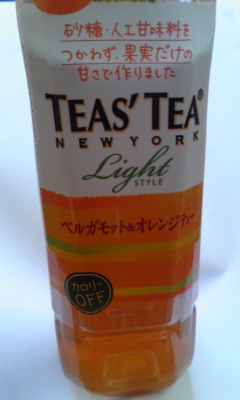 砂糖・人工甘味料を
つかわず、果実だけの
甘さで作りました
TEAS' TEA®
NEW YORK
Light
STYLE
ベルガモット&オレンジティー
カロリー
OFF